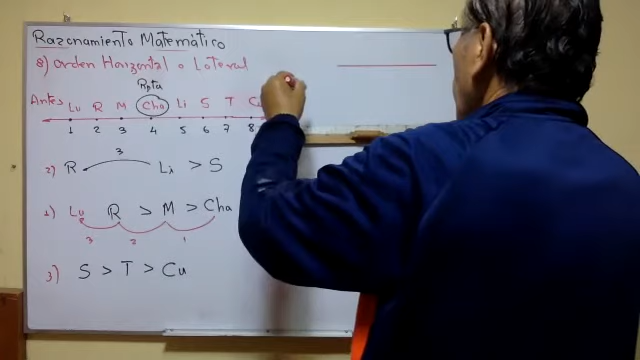 Razonamiento Matemático
8) Orden Horizontal o Lateral
Rpta
Antes Lu R M Cha Li S T Cu
1 2 3 4 5 6 7 8
3
2) R Li > S
1) Lu R > M > Cha
3 2 1
3) S > T > Cu